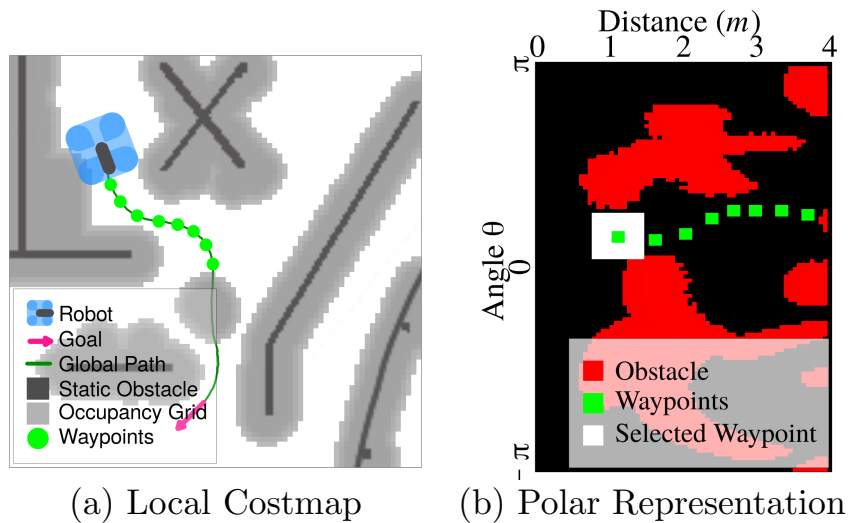 Robot
Goal
Global Path
Static Obstacle
Occupancy Grid
Waypoints
(a) Local Costmap
Distance (m)
0 1 2 3 4
π
Angle θ
0
-π
Obstacle
Waypoints
Selected Waypoint
(b) Polar Representation